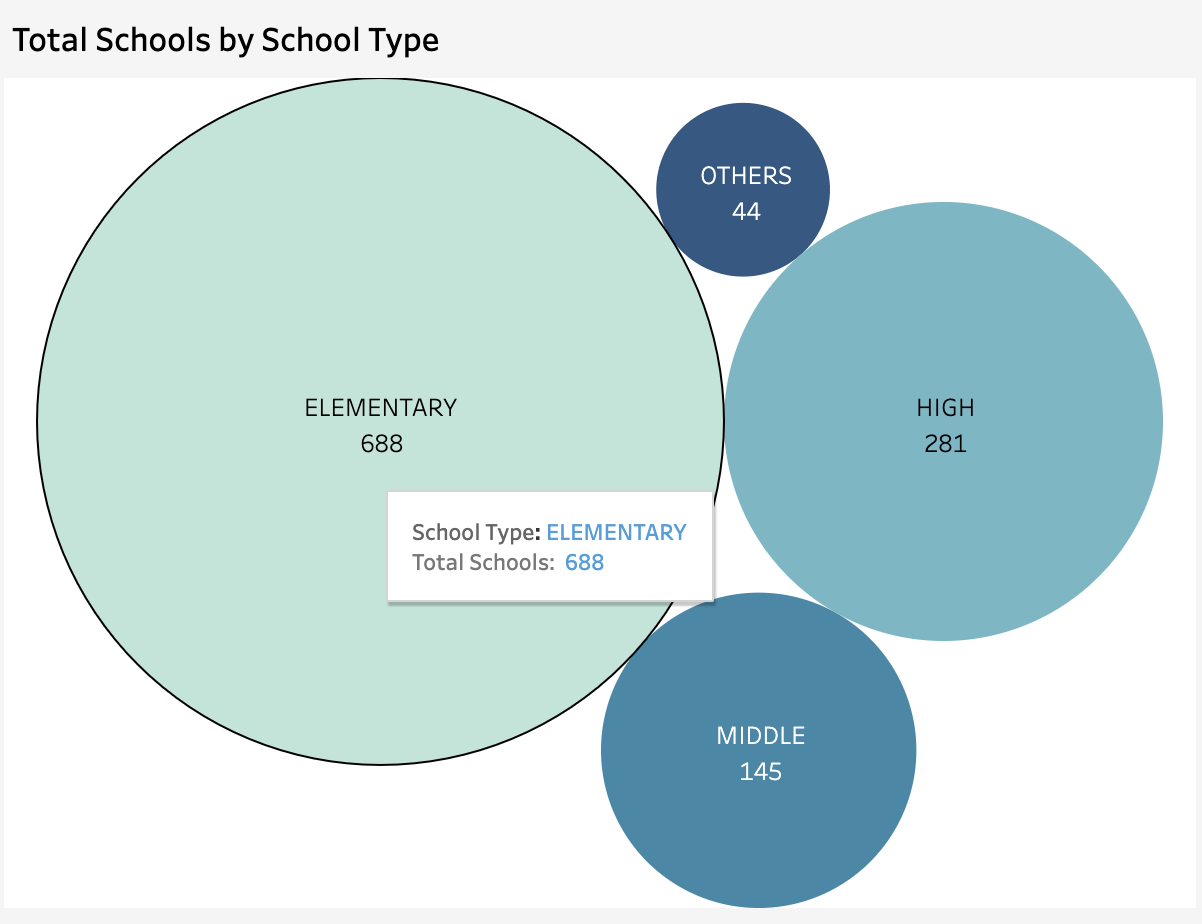 Total Schools by School Type
OTHERS
44
ELEMENTARY
688
HIGH
281
School Type: ELEMENTARY
Total Schools: 688
MIDDLE
145